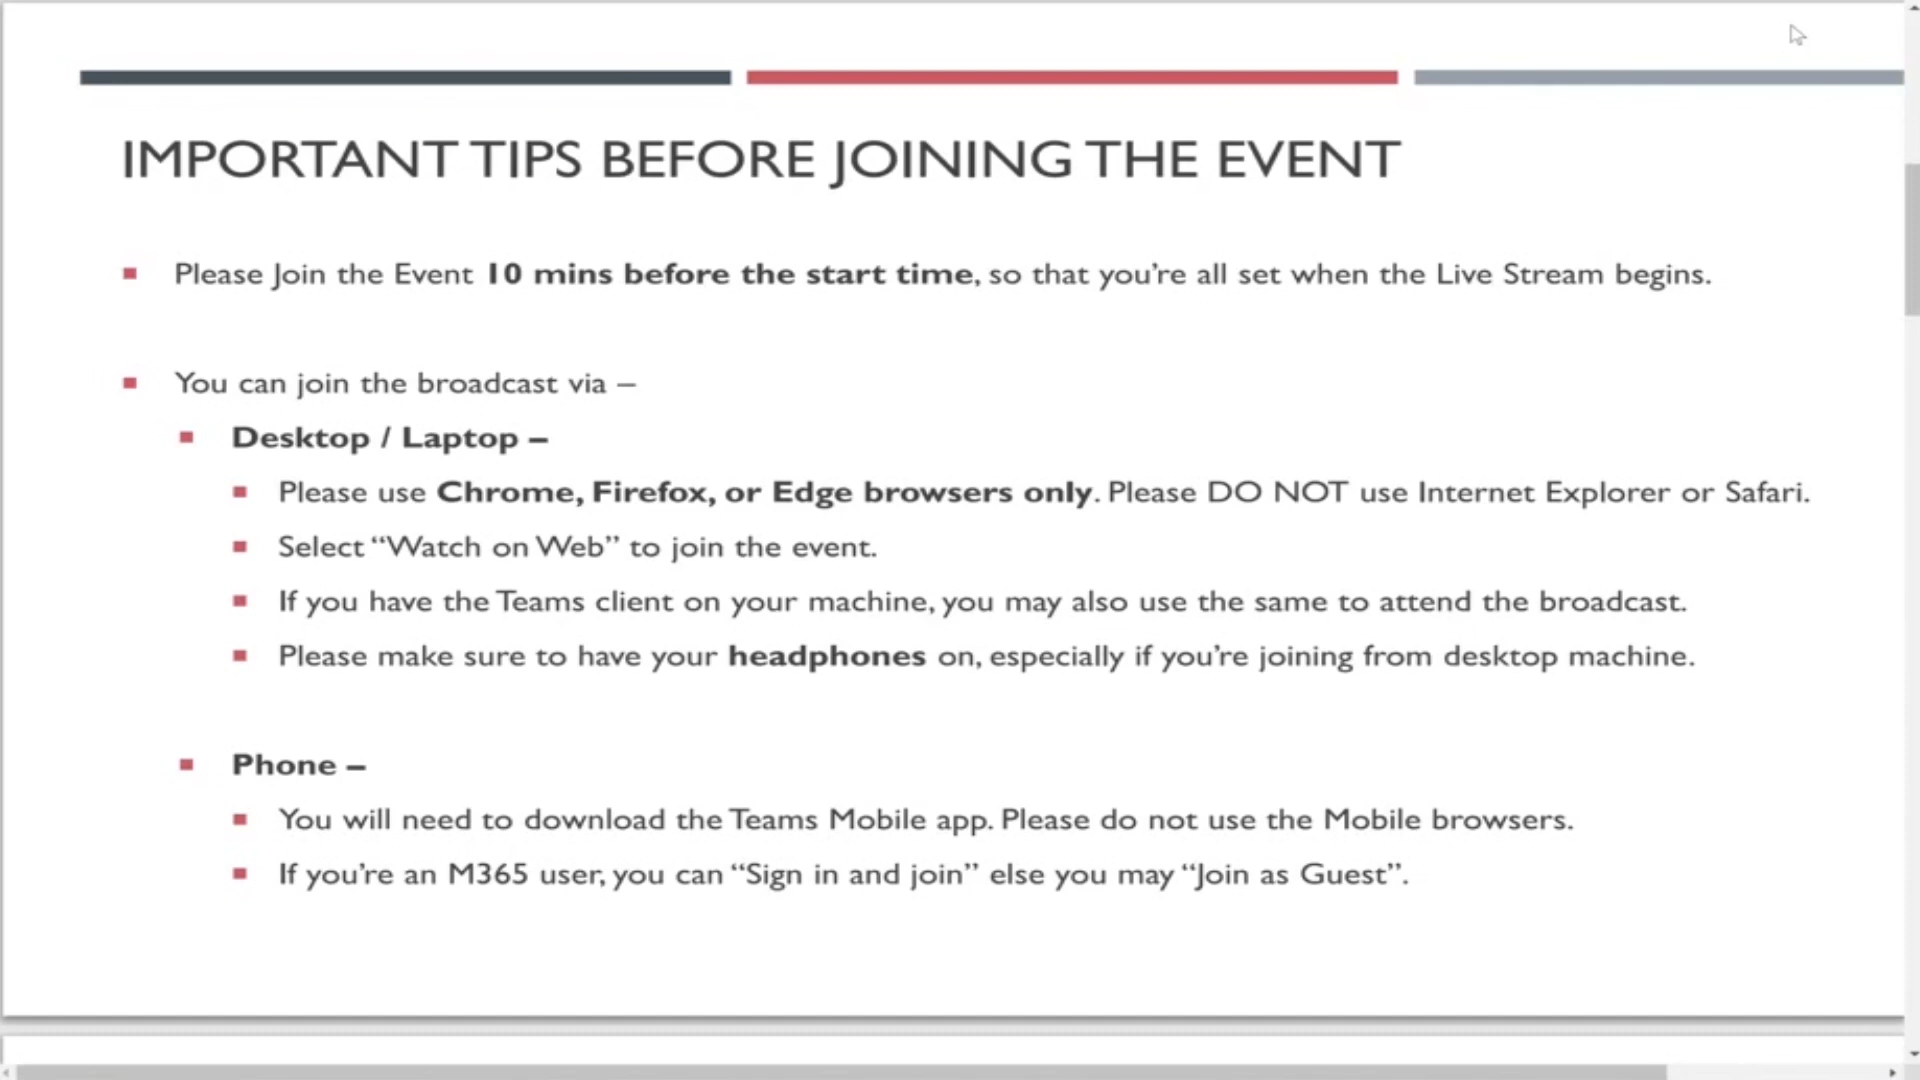 IMPORTANT TIPS BEFORE JOINING THE EVENT
Please Join the Event 10 mins before the start time, so that you’re all set when the Live Stream begins.
You can join the broadcast via –
Desktop / Laptop –
Please use Chrome, Firefox, or Edge browsers only. Please DO NOT use Internet Explorer or Safari.
Select “Watch on Web” to join the event.
If you have the Teams client on your machine, you may also use the same to attend the broadcast.
Please make sure to have your headphones on, especially if you’re joining from desktop machine.
Phone –
You will need to download the Teams Mobile app. Please do not use the Mobile browsers.
If you’re an M365 user, you can “Sign in and join” else you may “Join as Guest”.